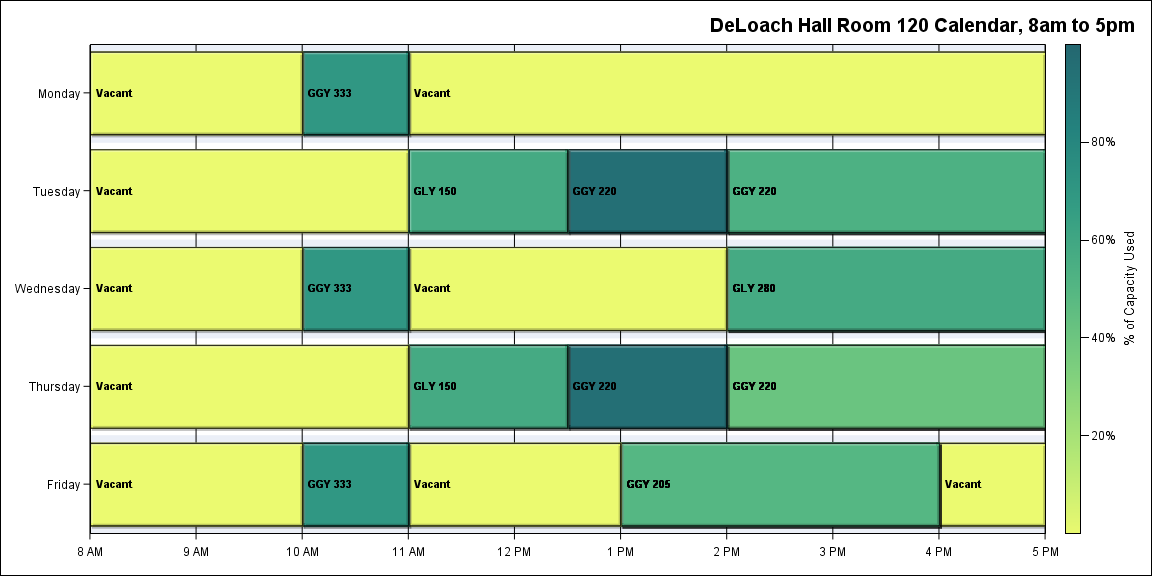 DeLoach Hall Room 120 Calendar, 8am to 5pm
Monday
Vacant
GGY 333
Vacant
Tuesday
Vacant
GLY 150
GGY 220
GGY 220
Wednesday
Vacant
GGY 333
Vacant
GLY 280
Thursday
Vacant
GLY 150
GGY 220
GGY 220
Friday
Vacant
GGY 333
Vacant
GGY 205
Vacant
8 AM
9 AM
10 AM
11 AM
12 PM
1 PM
2 PM
3 PM
4 PM
5 PM
80%
60%
40%
20%
% of Capacity Used